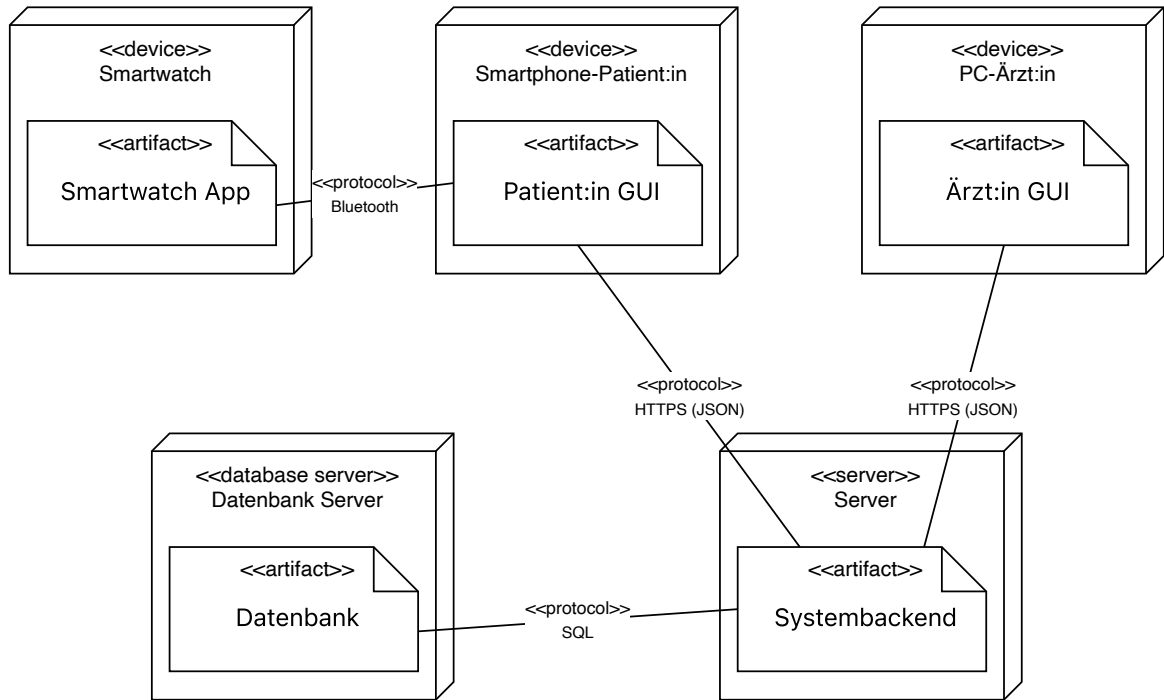 <<device>>
Smartwatch
<<artifact>>
Smartwatch App
<<protocol>>
Bluetooth
<<device>>
Smartphone-Patient:in
<<artifact>>
Patient:in GUI
<<device>>
PC-Ärzt:in
<<artifact>>
Ärzt:in GUI
<<protocol>>
HTTPS (JSON)
<<protocol>>
HTTPS (JSON)
<<database server>>
Datenbank Server
<<artifact>>
Datenbank
<<protocol>>
SQL
<<server>>
Server
<<artifact>>
Systembackend